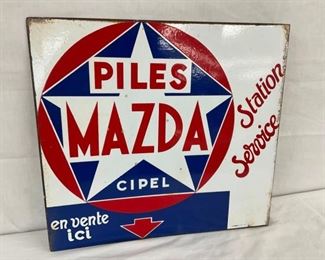 PILES
MAZDA
CIPEL
Station
Service
en vente
ici